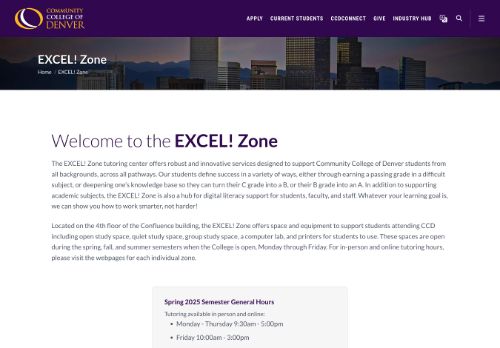 COMMUNITY
COLLEGE OF
DENVER
APPLY CURRENT STUDENTS CCDCONNECT GIVE INDUSTRY HUB
EXCEL! Zone
Home / EXCEL! Zone
Welcome to the EXCEL! Zone
The EXCEL! Zone tutoring center offers robust and innovative services designed to support Community College of Denver students from
all backgrounds, across all pathways. Our students define success in a variety of ways, either through earning a passing grade in a difficult
subject, or deepening one's knowledge base so they can turn their C grade into a B, or their B grade into an A. In addition to supporting
academic subjects, the EXCEL! Zone is also a hub for digital literacy support for students, faculty, and staff. Whatever your learning goal is,
we can show you how to work smarter, not harder!
Located on the 4th floor of the Confluence building, the EXCEL! Zone offers space and equipment to support students attending CCD
including open study space, quiet study space, group study space, a computer lab, and printers for students to use. These spaces are open
during the spring, fall, and summer semesters when the College is open, Monday through Friday. For in-person and online tutoring hours,
please visit the webpages for each individual zone.
Spring 2025 Semester General Hours
Tutoring available in person and online:
• Monday - Thursday 9:30am - 5:00pm
• Friday 10:00am - 3:00pm